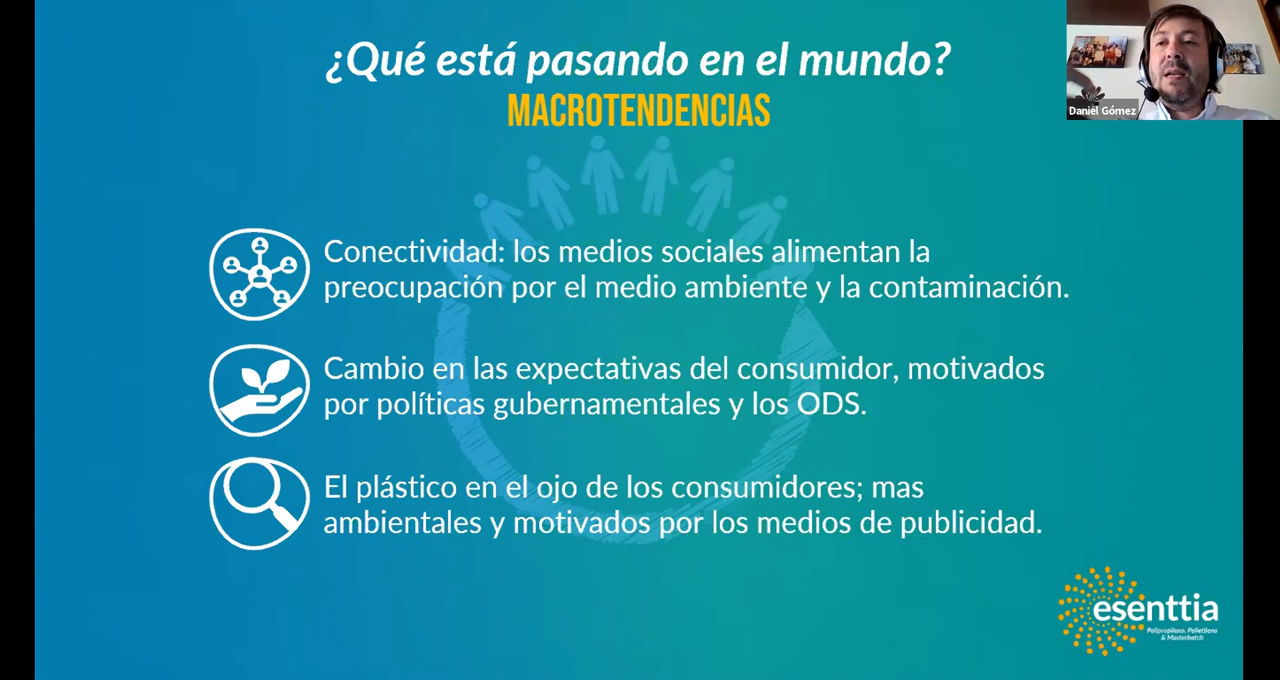 ¿Qué está pasando en el mundo?
MACROTENDENCIAS
Daniel Gómez
Conectividad: los medios sociales alimentan la
preocupación por el medio ambiente y la contaminación.
Cambio en las expectativas del consumidor, motivados
por políticas gubernamentales y los ODS.
El plástico en el ojo de los consumidores; mas
ambientales y motivados por los medios de publicidad.
esenttia
Polipropileno, Polietileno
& Masterbatch